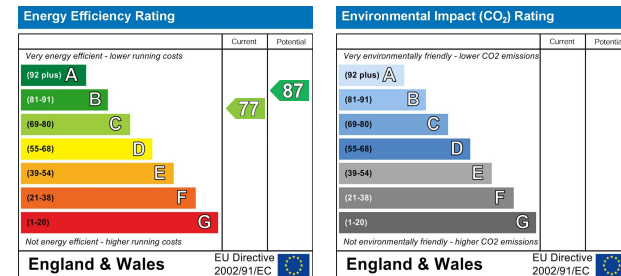 Energy Efficiency Rating
Current Potential
Very energy efficient - lower running costs
(92 plus) A
(81-91) B
87
77
(69-80) C
(55-68) D
(39-54) E
(21-38) F
(1-20) G
Not energy efficient - higher running costs
England & Wales
EU Directive
2002/91/EC
Environmental Impact (CO₂) Rating
Current Potentia
Very environmentally friendly - lower CO2 emissions
(92 plus) A
(81-91) B
(69-80) C
(55-68) D
(39-54) E
(21-38) F
(1-20) G
Not environmentally friendly - higher CO2 emissions
England & Wales
EU Directive
2002/91/EC